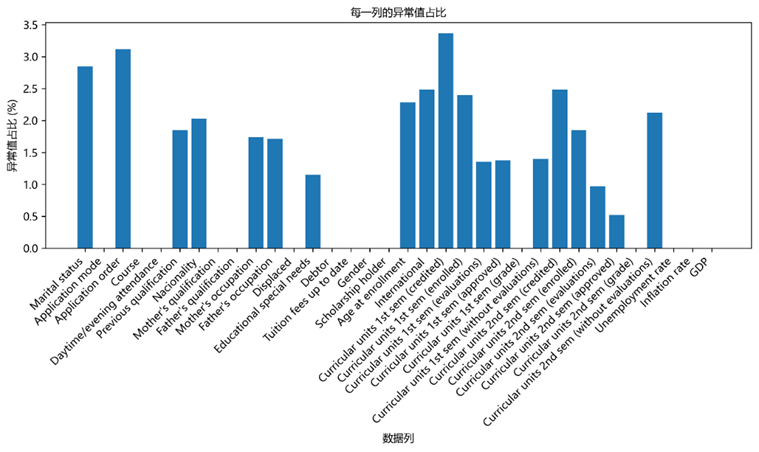 每一列的异常值占比
异常值占比 (%)
3.5
3.0
2.5
2.0
1.5
1.0
0.5
0.0
Marital status
Application mode
Application order
Course
Daytime/evening attendance
Previous qualification
Nacionality
Mother's qualification
Father's qualification
Mother's occupation
Father's occupation
Displaced
Educational special needs
Debtor
Tuition fees up to date
Gender
Scholarship holder
Age at enrollment
International
Curricular units 1st sem (credited)
Curricular units 1st sem (enrolled)
Curricular units 1st sem (evaluations)
Curricular units 1st sem (approved)
Curricular units 1st sem (grade)
Curricular units 1st sem (without evaluations)
Curricular units 2nd sem (credited)
Curricular units 2nd sem (enrolled)
Curricular units 2nd sem (evaluations)
Curricular units 2nd sem (approved)
Curricular units 2nd sem (grade)
Curricular units 2nd sem (without evaluations)
Unemployment rate
Inflation rate
GDP
数据列